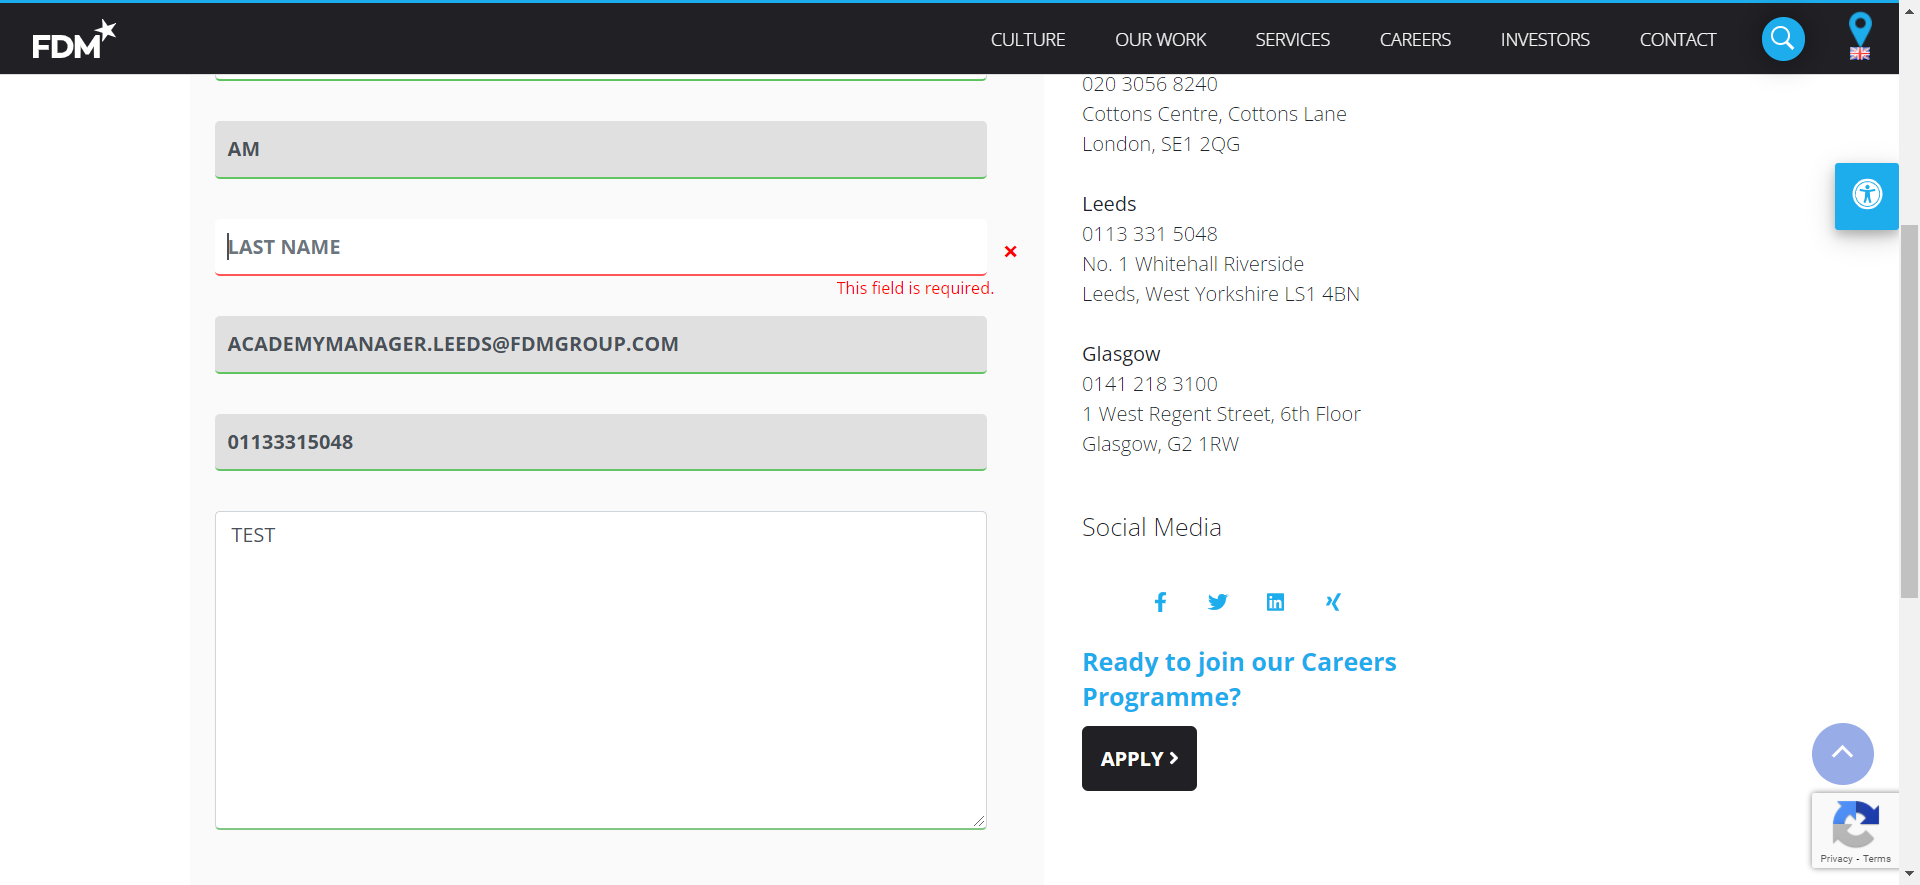 FDM
CULTURE
OUR WORK
SERVICES
CAREERS
INVESTORS
CONTACT
AM
LAST NAME
This field is required.
ACADEMYMANAGER.LEEDS@FDMGROUP.COM
01133315048
TEST
020 3056 8240
Cottons Centre, Cottons Lane
London, SE1 2QG
Leeds
0113 331 5048
No. 1 Whitehall Riverside
Leeds, West Yorkshire LS1 4BN
Glasgow
0141 218 3100
1 West Regent Street, 6th Floor
Glasgow, G2 1RW
Social Media
Ready to join our Careers
Programme?
APPLY
Privacy - Terms